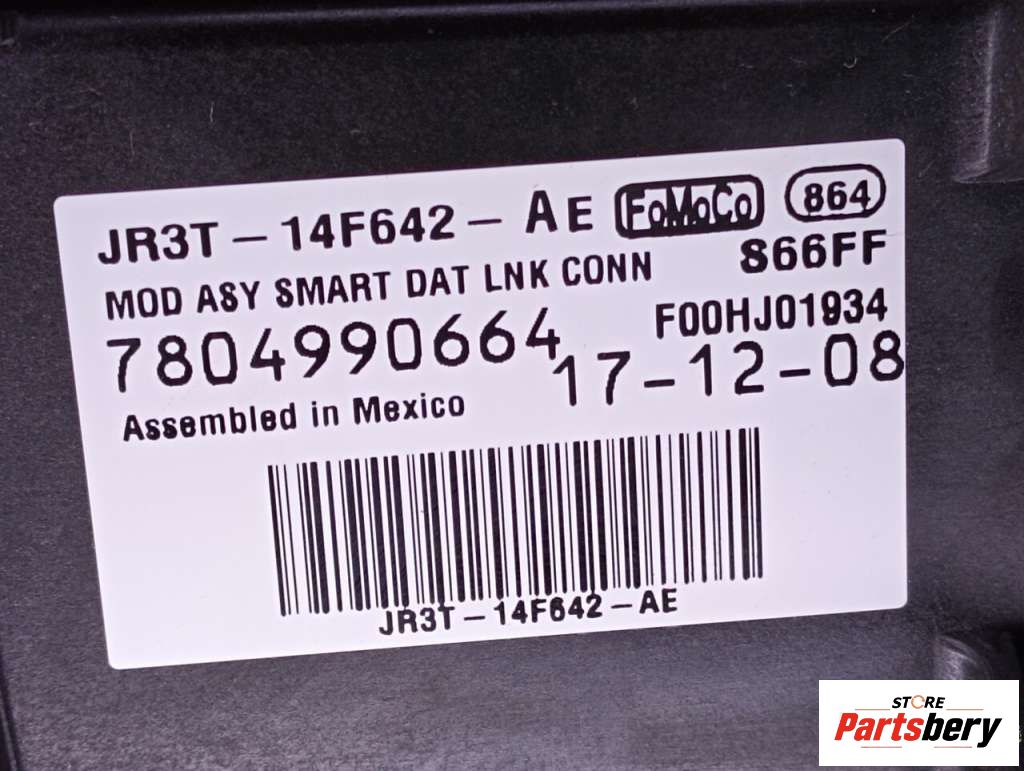 JR3T-14F642-AE FoMoCo 864
MOD ASY SMART DAT LNK CONN S66FF
7804990664 F00HJ01934
17-12-08
Assembled in Mexico
JR3T-14F642-AE
STORE
Partsbery